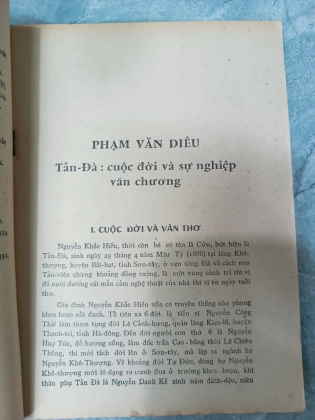 PHẠM VĂN DIÊU
Tản-Đà : cuộc đời và sự nghiệp
văn chương
I. CUỘC ĐỜI VÀ VĂN THƠ
Nguyễn Khắc Hiếu, thời còn bé có tên là Cứu, bút hiệu là
Tản-Đà, sinh ngày 29 tháng 4 năm Mậu Tý (1888) tại làng Khê-
thượng, huyện Bất-bạt, tỉnh Sơn-tây, ở ven sông Đà và cách non
Tản-viên chừng khoảng đồng ruộng, là một vùng cảnh trí thi vị
đã nuôi dưỡng cái mẫn cảm nghệ thuật của nhà thi sĩ từ ngày tuổi
thơ.
Gia đình Nguyễn Khắc Hiếu vốn có truyền thống nho phong
khoa hoạn nối danh. Tổ tiên xa 6 đời là tiến sĩ Nguyễn Công
Thái làm tham tụng đời Lê Cảnh-hưng, quán làng Kim-lũ, huyện
Thanh-trì, tỉnh Hà-đông. Đến đời người con thứ 8 là Nguyễn
Huy Túc, đỗ hương cống, làm đốc trấn Cao-bằng thời Lê Chiêu
Thống, thì mới tách dời lên ở Sơn-tây, mà lập ra ngành họ
Nguyễn Khê-Thượng. Vì khoảng đời Tự Đức, dòng họ Nguyễn
Khê-thượng mới lò dạng ra tranh đua ở trường khoa hoạn, khi
thân phụ Tản Đà là Nguyễn Danh Kế sinh năm đinh-dậu, niên